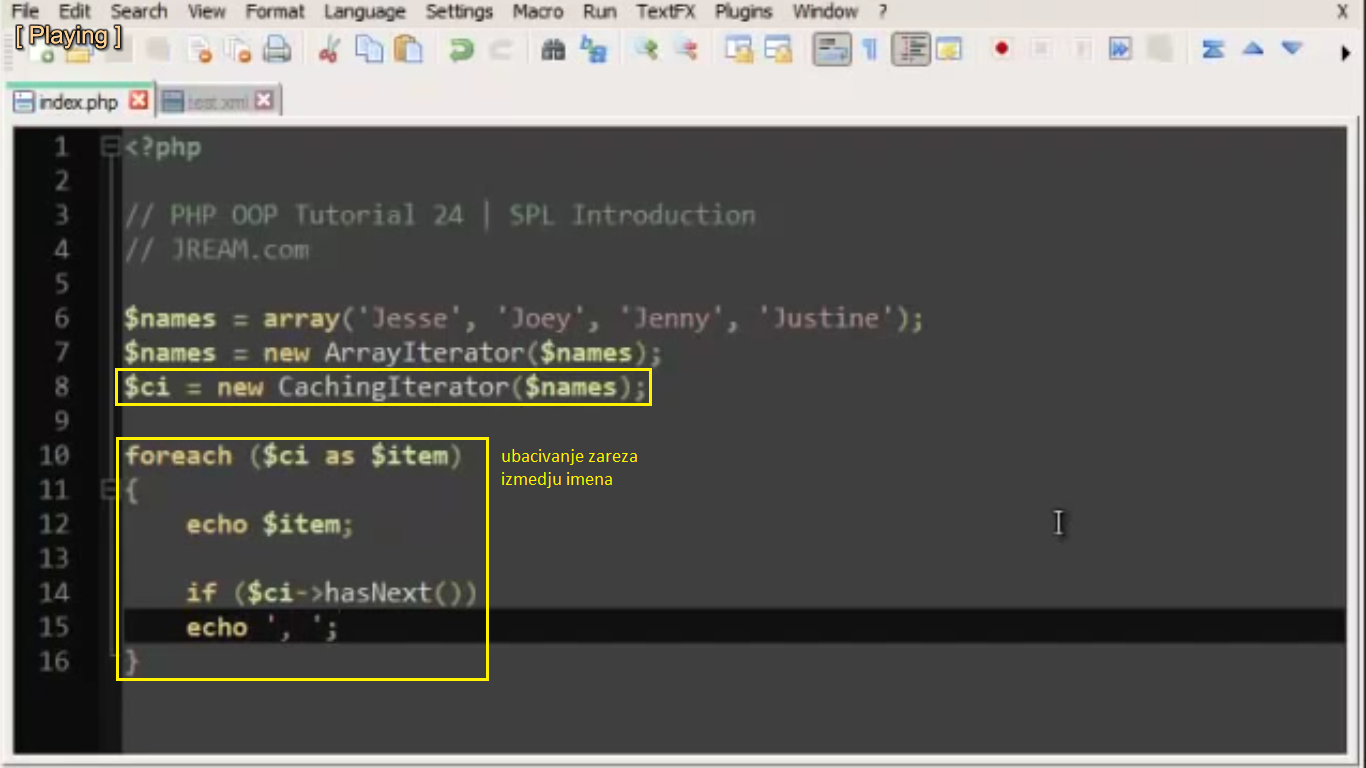 File Edit Search View Format Language Settings Macro Run TextFX Plugins Window ? X
[ Playing ]
index.php test.xml
1 <?php
2
3 // PHP OOP Tutorial 24 | SPL Introduction
4 // JREAM.com
5
6 $names = array('Jesse', 'Joey', 'Jenny', 'Justine');
7 $names = new ArrayIterator($names);
8 $ci = new CachingIterator($names);
9
10 foreach ($ci as $item)
11 {
12 echo $item;
13
14 if ($ci->hasNext())
15 echo ', ';
16 }
ubacivanje zareza
izmedju imena